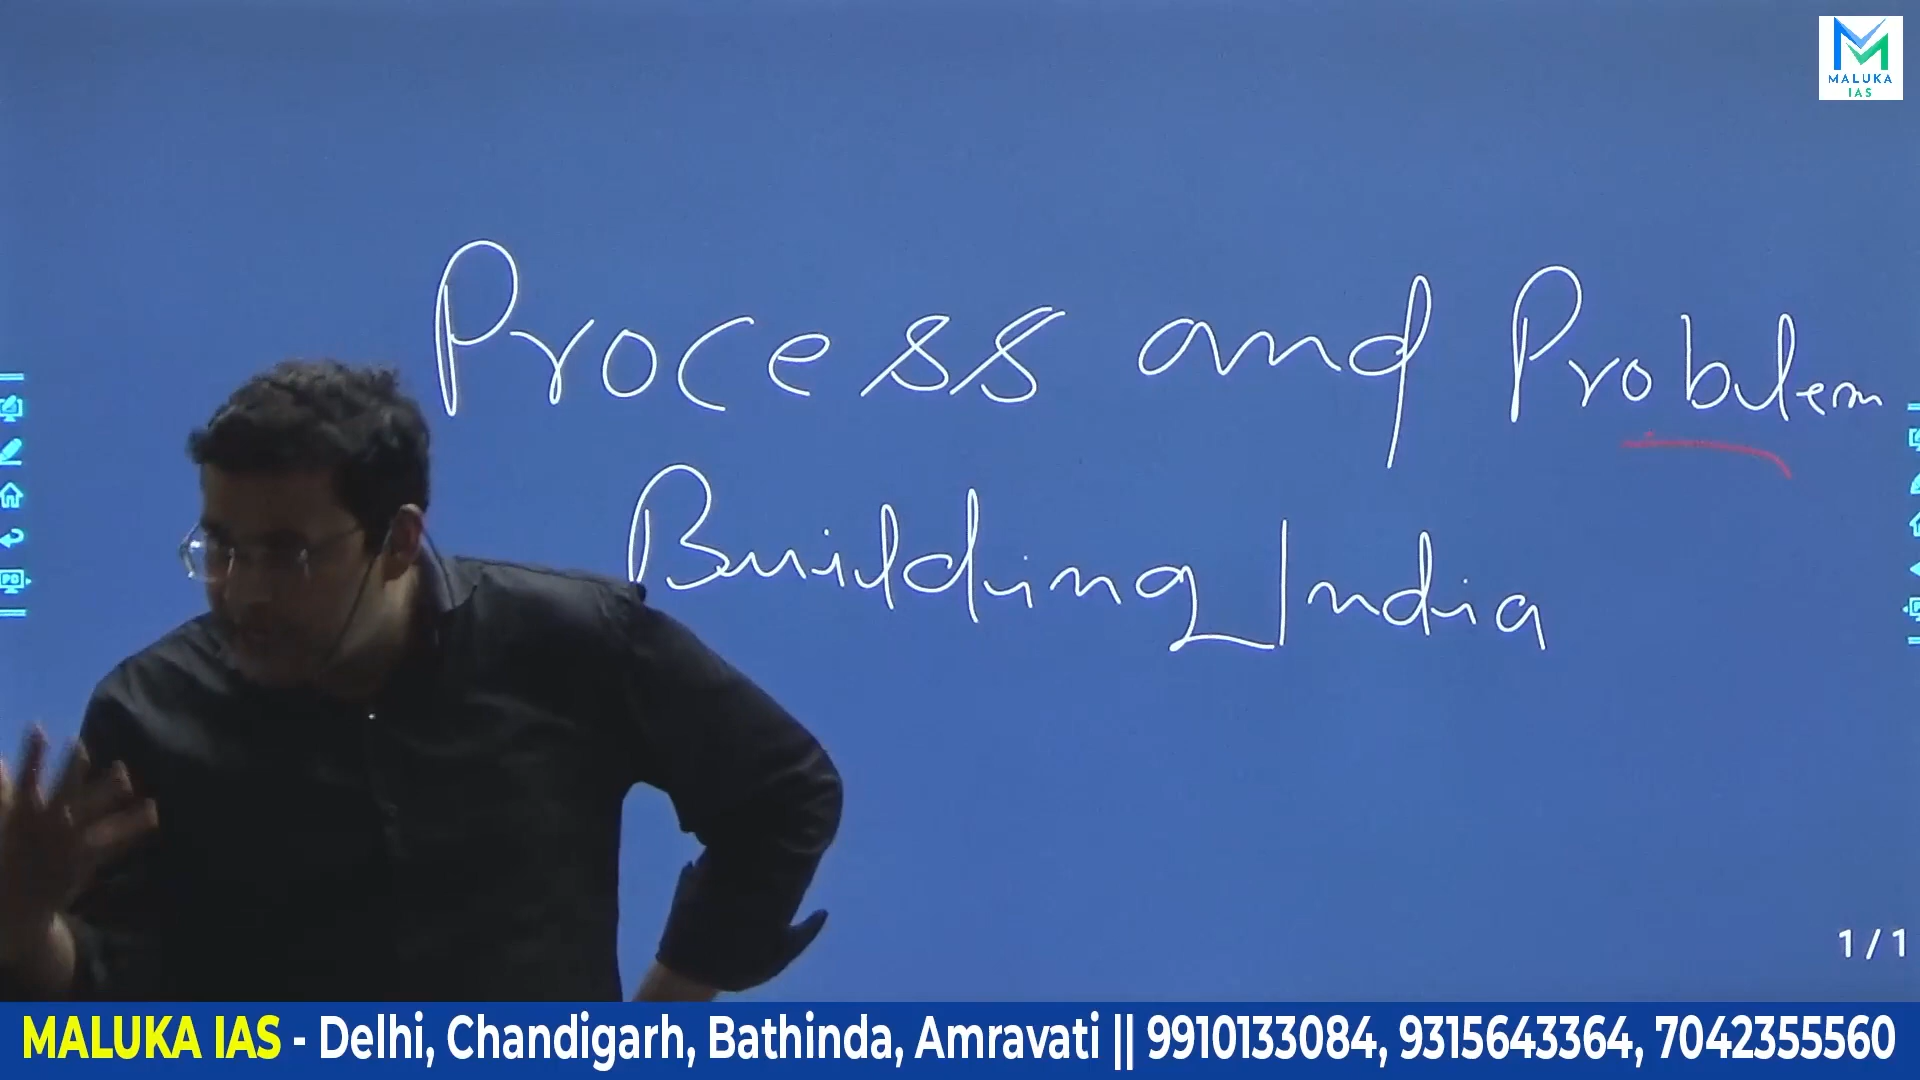 MALUKA
IAS
Process and Problem
Building India
1/1
MALUKA IAS - Delhi, Chandigarh, Bathinda, Amravati || 9910133084, 9315643364, 7042355560